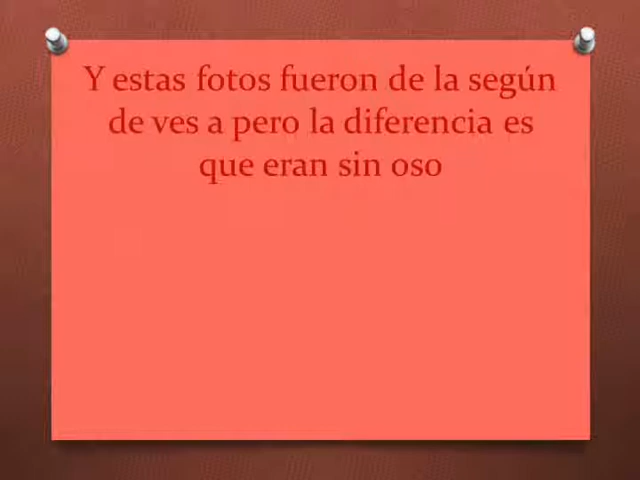 Y estas fotos fueron de la según
de ves a pero la diferencia es
que eran sin oso